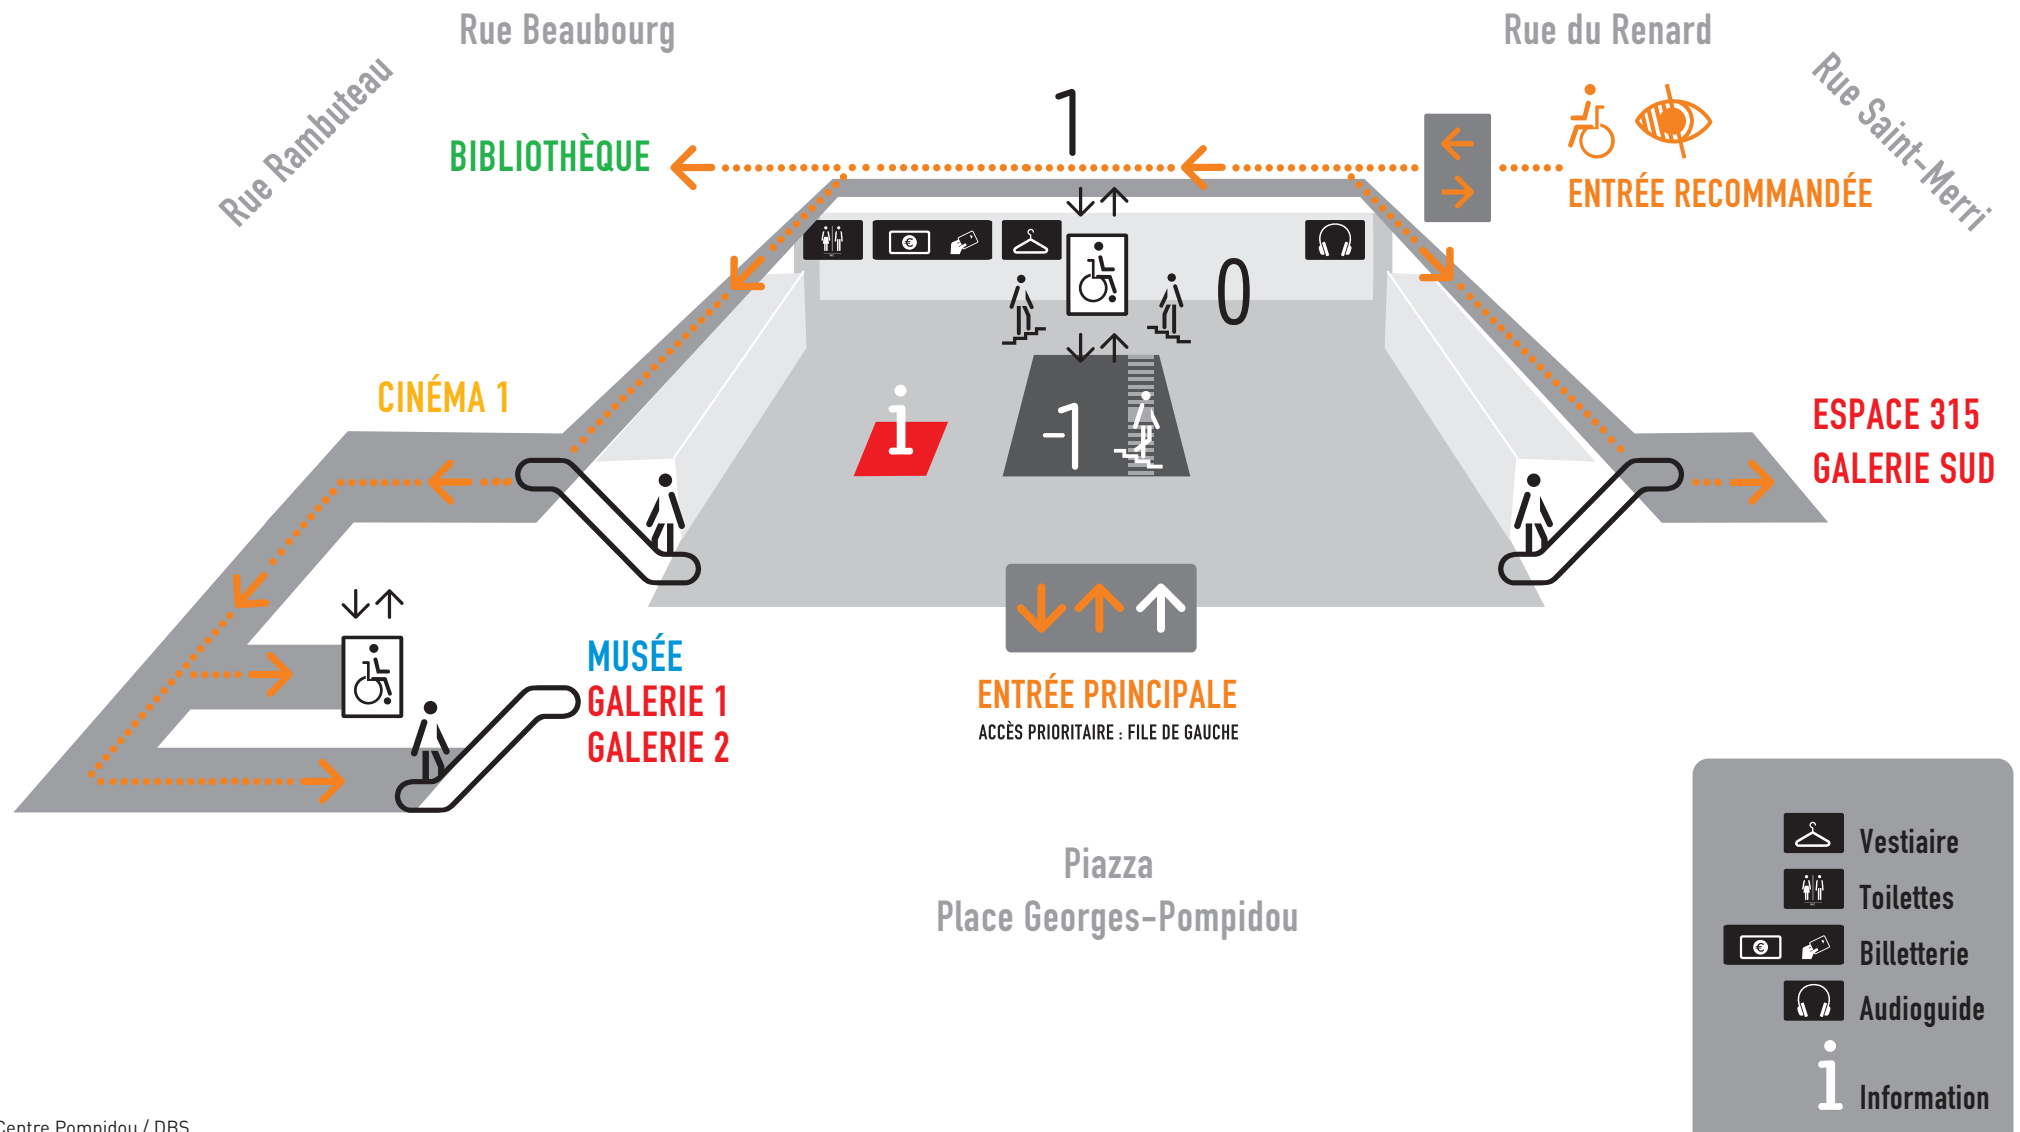 Rue Beaubourg
Rue du Renard
Rue Rambuteau
Rue Saint-Merri
1
BIBLIOTHÈQUE
ENTRÉE RECOMMANDÉE
0
CINÉMA 1
i
-1
ESPACE 315
GALERIE SUD
MUSÉE
GALERIE 1
GALERIE 2
ENTRÉE PRINCIPALE
ACCÈS PRIORITAIRE : FILE DE GAUCHE
Piazza
Place Georges-Pompidou
Vestiaire
Toilettes
€ Billetterie
Audioguide
i Information
Centre Pompidou / DBS